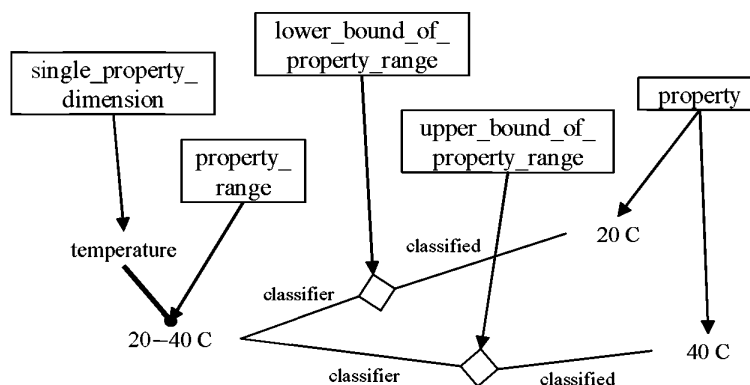 lower_bound_of_
property_range
single_property_
dimension
property
upper_bound_of_
property_range
property_
range
20 C
temperature
classified
classifier
20–40 C
40 C
classifier
classified